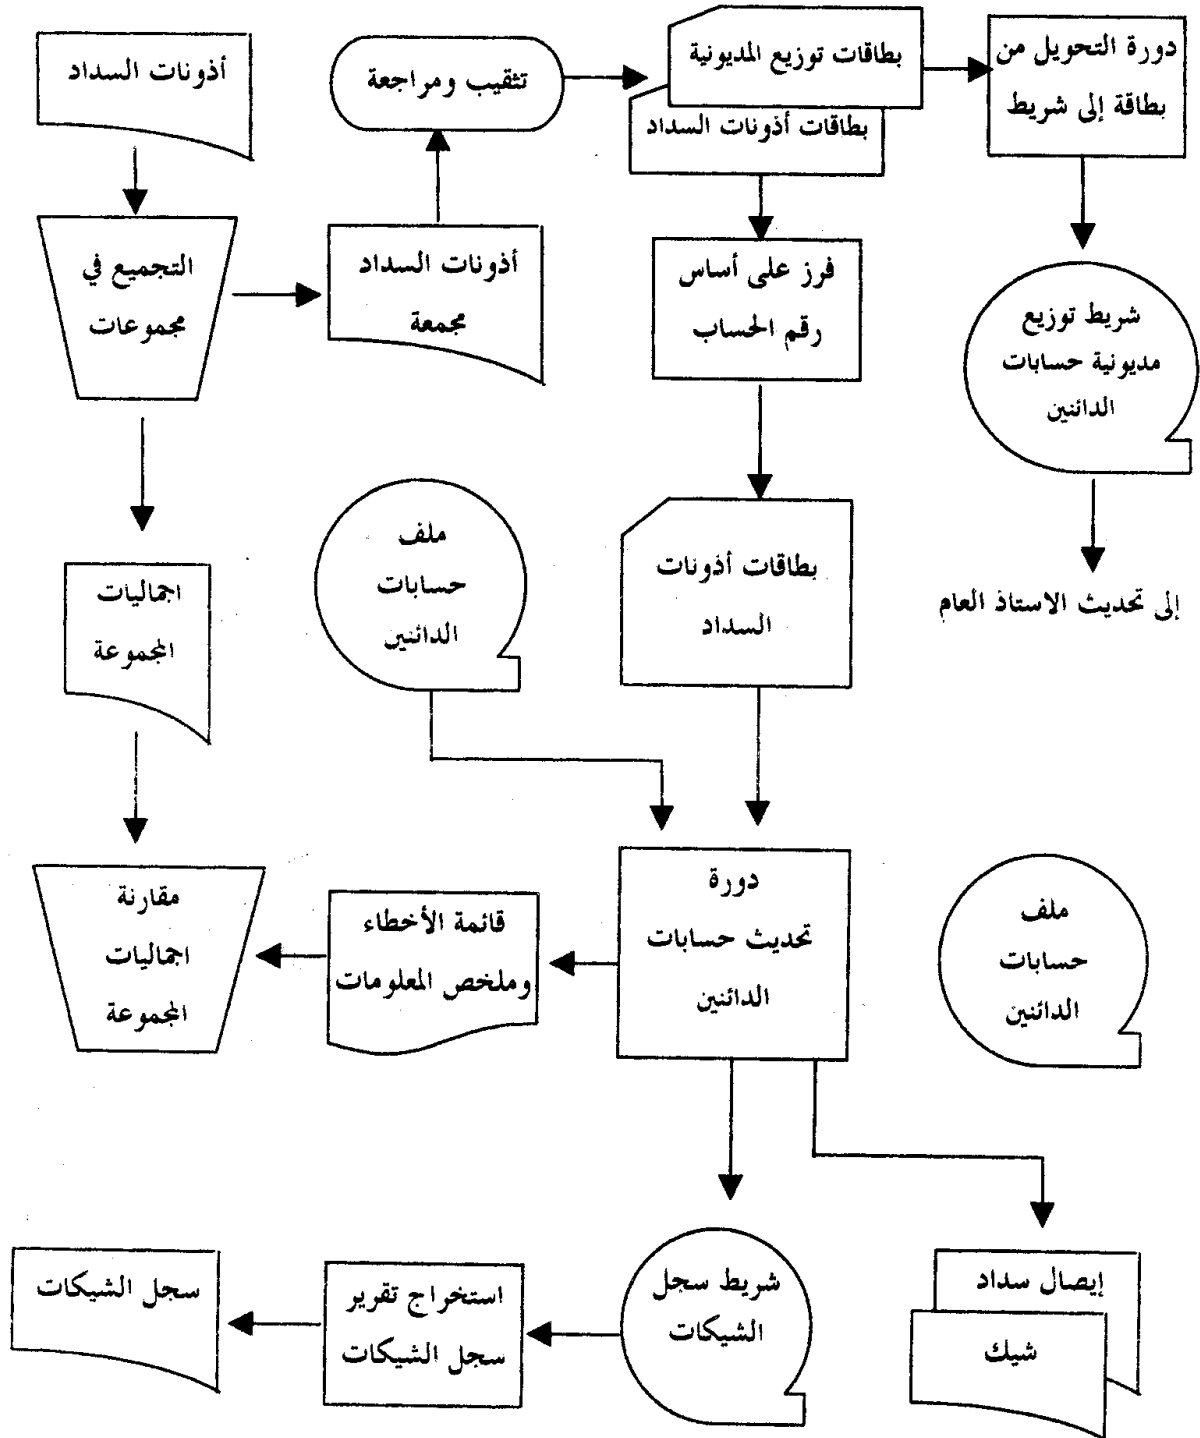 أذونات السداد
تثقيب ومراجعة
بطاقات توزيع المديونية
بطاقات أذونات السداد
دورة التحويل من
بطاقة إلى شريط
التجميع في
مجموعات
أذونات السداد
مجمعة
فرز على أساس
رقم الحساب
شريط توزيع
مديونية حسابات
الدائنين
ملف
حسابات
الدائنين
بطاقات أذونات
السداد
إلى تحديث الاستاذ العام
اجماليات
المجموعة
مقارنة
اجماليات
المجموعة
قائمة الأخطاء
وملخص المعلومات
دورة
تحديث حسابات
الدائنين
ملف
حسابات
الدائنين
سجل الشيكات
استخراج تقرير
سجل الشيكات
شريط سجل
الشيكات
إيصال سداد
شيك